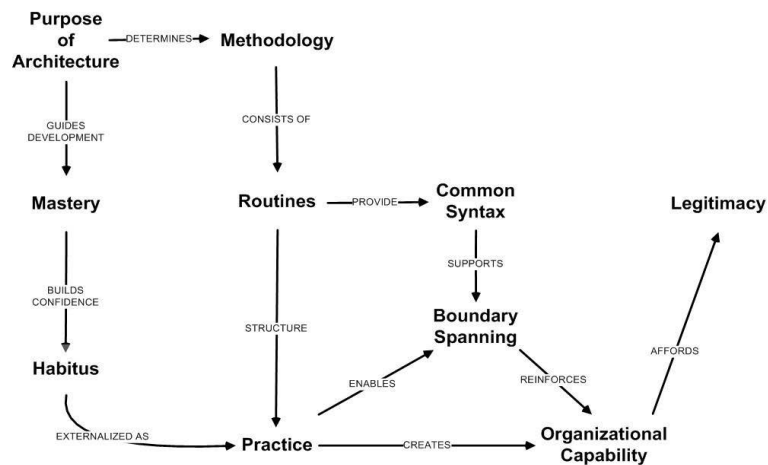 Purpose
of
Architecture
DETERMINES
Methodology
GUIDES
DEVELOPMENT
CONSISTS OF
Mastery
Routines
PROVIDE
Common
Syntax
Legitimacy
BUILDS
CONFIDENCE
STRUCTURE
SUPPORTS
Boundary
Spanning
AFFORDS
Habitus
ENABLES
REINFORCES
EXTERNALIZED AS
Practice
CREATES
Organizational
Capability